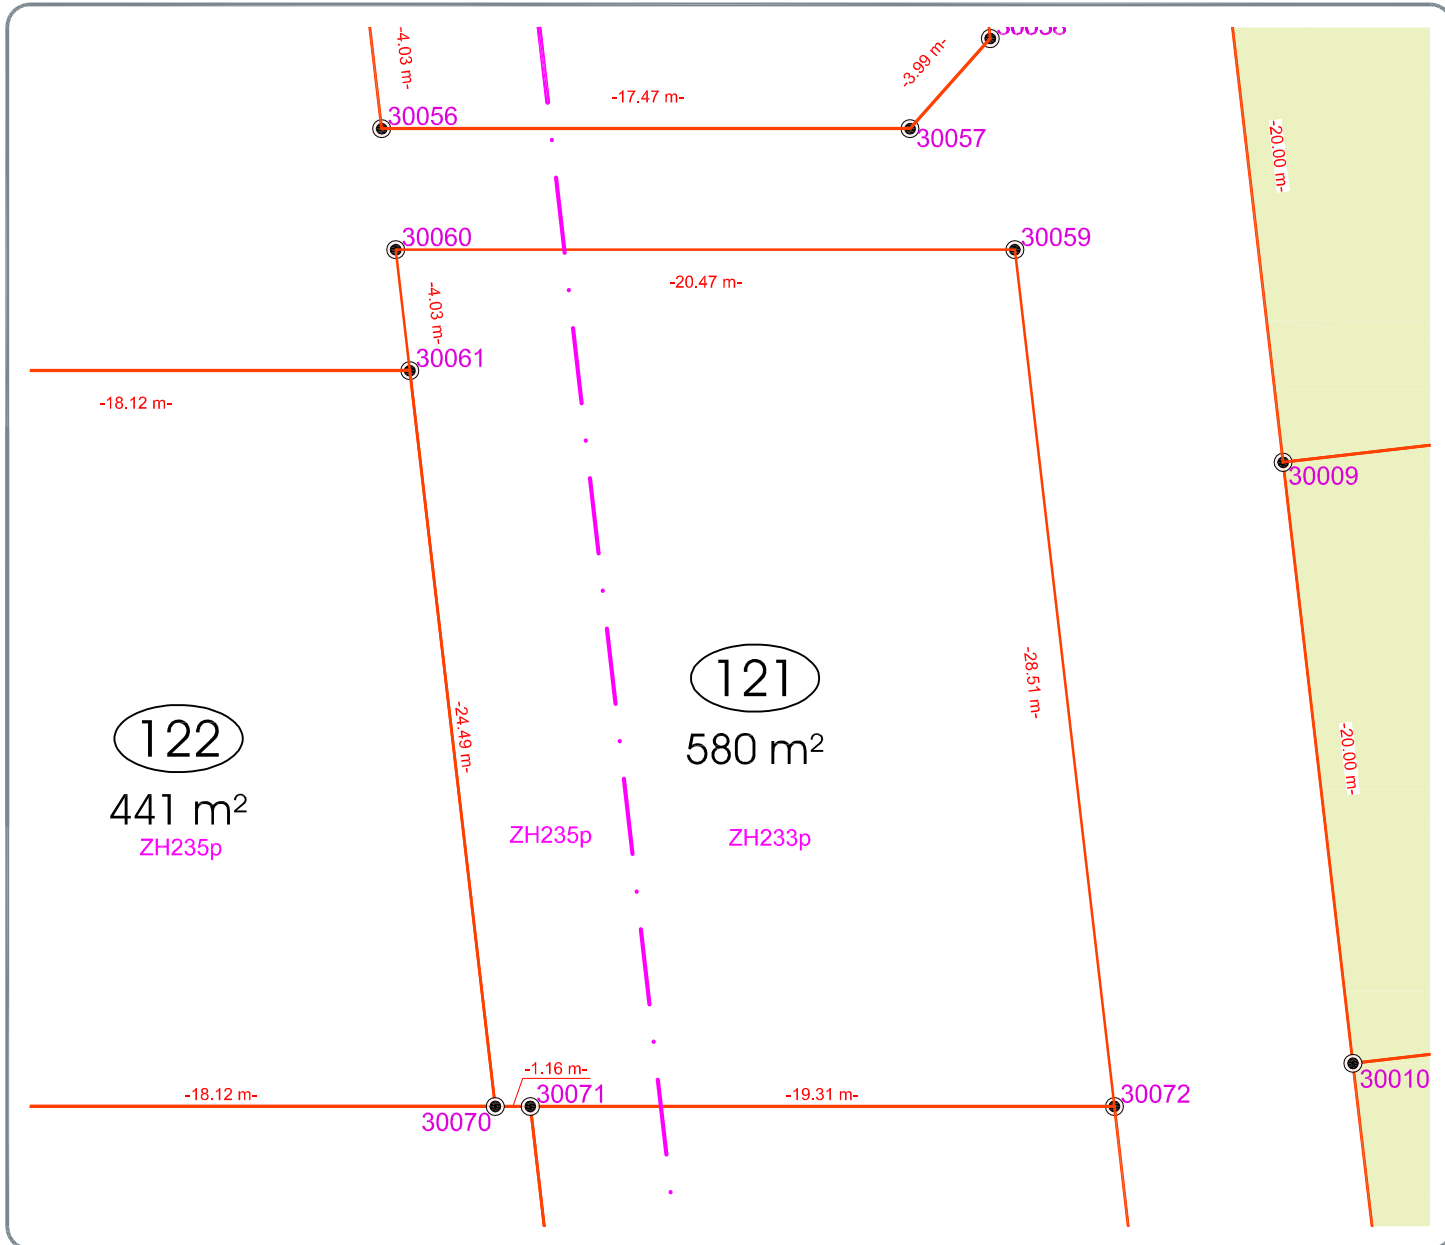 -4.03 m-
30056
-17.47 m-
-3.99 m-
30058
30057
-20.00 m-
30060
-20.47 m-
30059
-4.03 m-
30061
-18.12 m-
30009
121
580 m²
-28.51 m-
-24.49 m-
122
441 m²
ZH235p
ZH235p
ZH233p
-20.00 m-
-1.16 m-
-18.12 m-
30070
30071
-19.31 m-
30072
30010